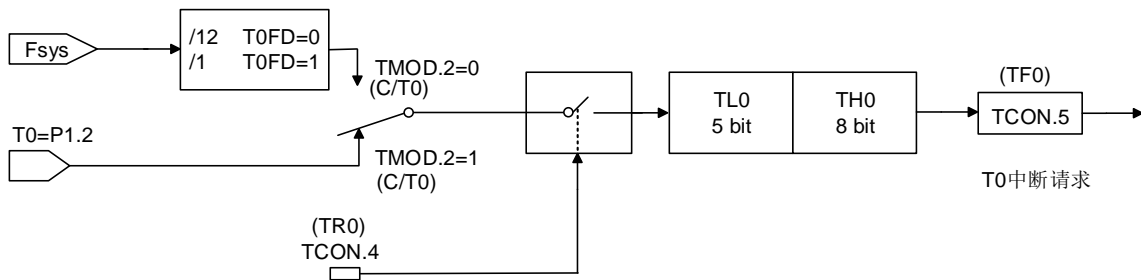 Fsys
/12 T0FD=0
/1 T0FD=1
TMOD.2=0
(C/T0)
T0=P1.2
TMOD.2=1
(C/T0)
(TR0)
TCON.4
TL0
5 bit
TH0
8 bit
(TF0)
TCON.5
T0中断请求